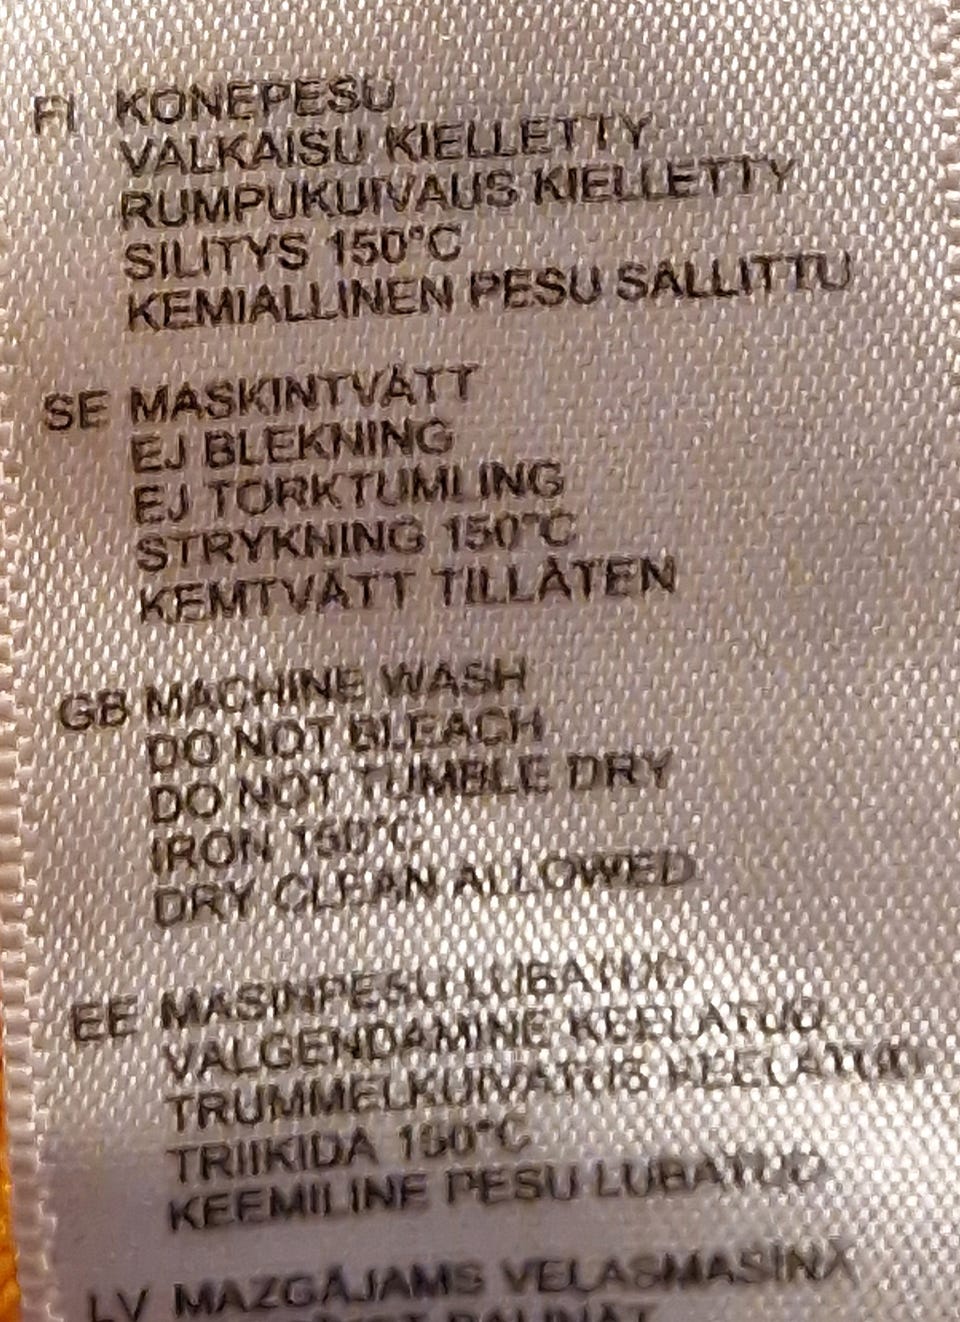 FI KONEPESU
VALKAISU KIELLETTY
RUMPUKUIVAUS KIELLETTY
SILITYS 150°C
KEMIALLINEN PESU SALLITTU
SE MASKINTVÄTT
EJ BLEKNING
EJ TORKTUMLING
STRYKNING 150°C
KEMTVÄTT TILLÅTEN
GB MACHINE WASH
DO NOT BLEACH
DO NOT TUMBLE DRY
IRON 150°C
DRY CLEAN ALLOWED
EE MASINPESU LUBATUD
VALGENDAMINE KEELATUD
TRUMMELKUIVATUS KEELATUD
TRIIKIDA 150°C
KEEMILINE PESU LUBATUD
LV MAZGĀJAMS VEĻASMAŠĪNĀ